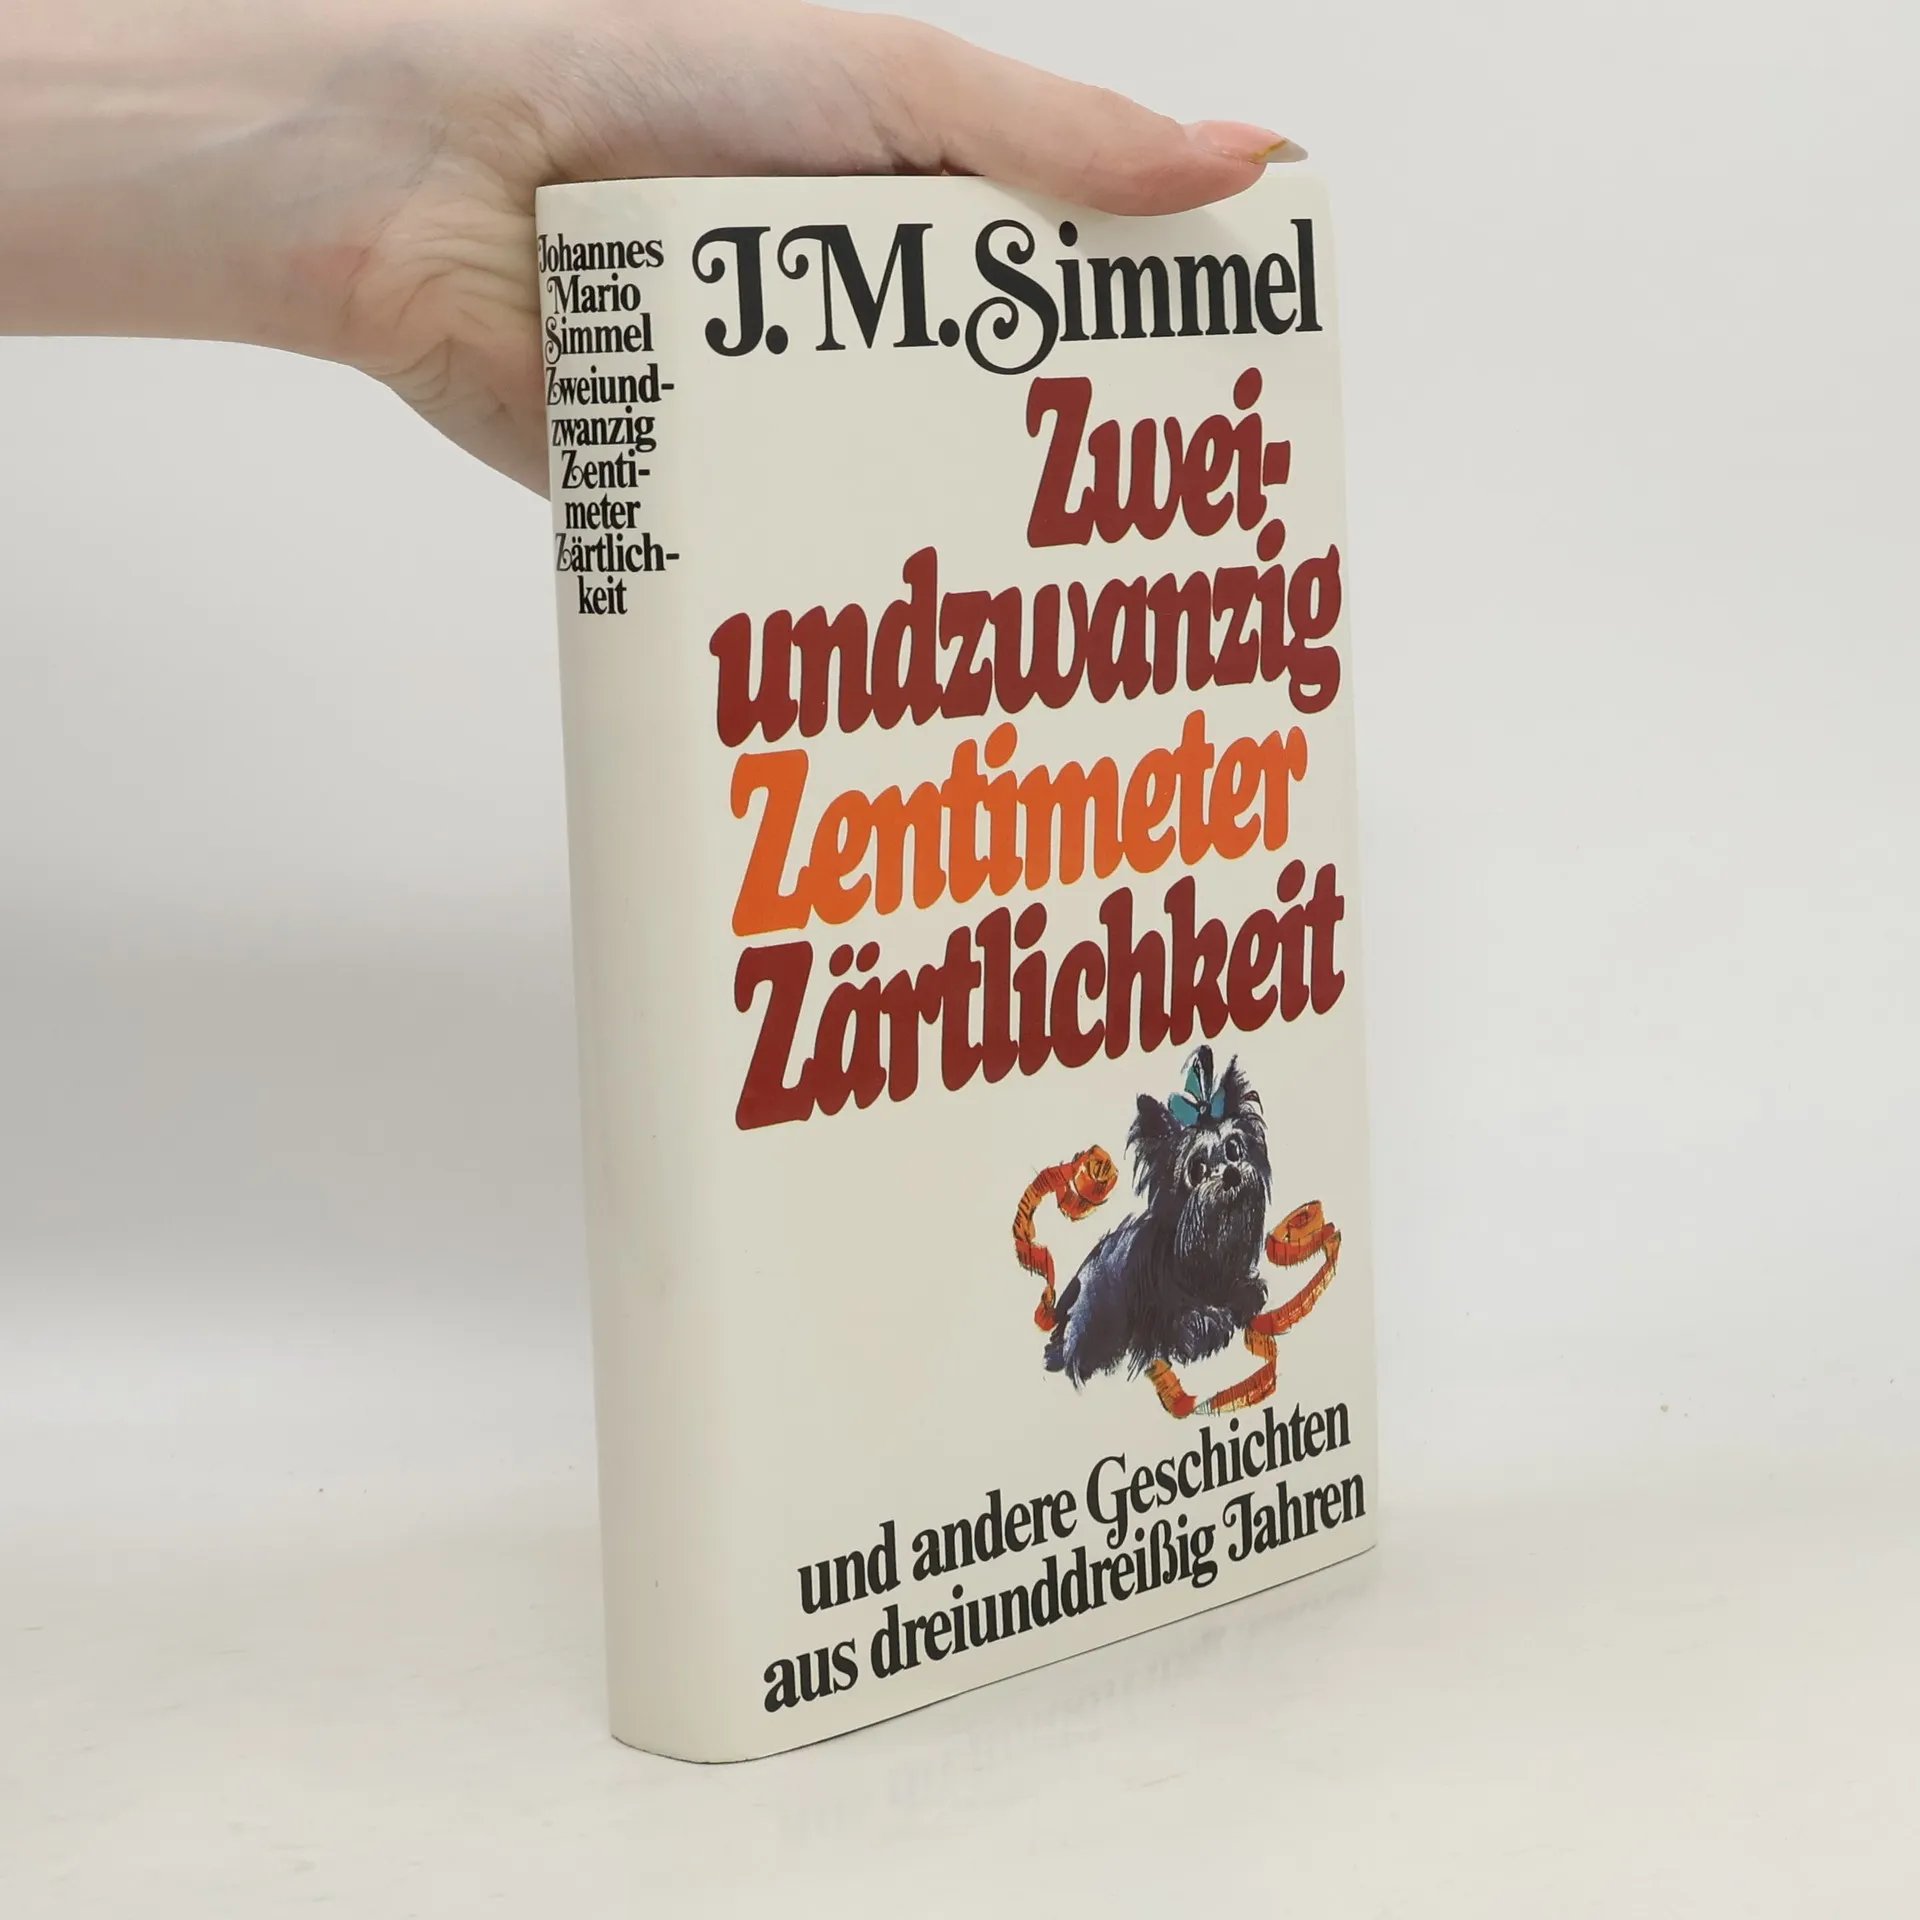 Johannes
Mario
Simmel
Zweiund-
zwanzig
Zenti-
meter
Zärtlich-
keit
J.M.Simmel
Zwei-
undzwanzig
Zentimeter
Zärtlichkeit
und andere Geschichten
aus dreiunddreißig Jahren